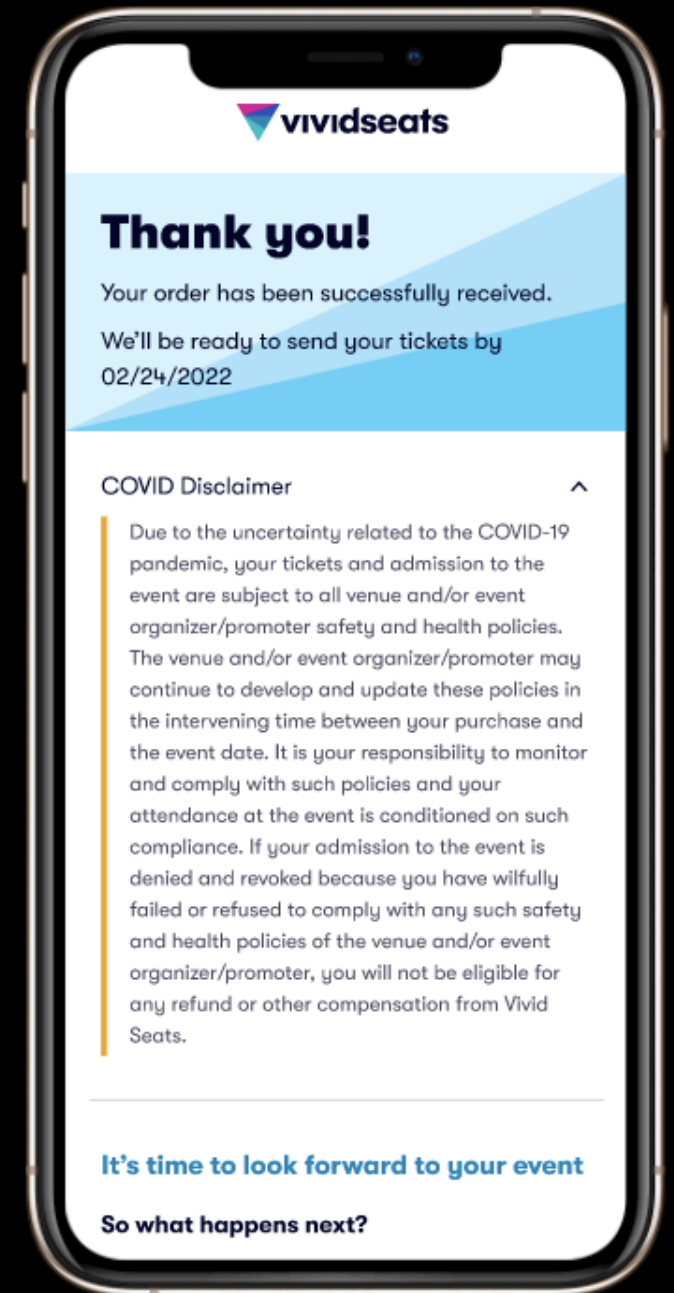 vividseats
Thank you!
Your order has been successfully received.
We'll be ready to send your tickets by
02/24/2022
COVID Disclaimer
Due to the uncertainty related to the COVID-19
pandemic, your tickets and admission to the
event are subject to all venue and/or event
organizer/promoter safety and health policies.
The venue and/or event organizer/promoter may
continue to develop and update these policies in
the intervening time between your purchase and
the event date. It is your responsibility to monitor
and comply with such policies and your
attendance at the event is conditioned on such
compliance. If your admission to the event is
denied and revoked because you have wilfully
failed or refused to comply with any such safety
and health policies of the venue and/or event
organizer/promoter, you will not be eligible for
any refund or other compensation from Vivid
Seats.
It's time to look forward to your event
So what happens next?